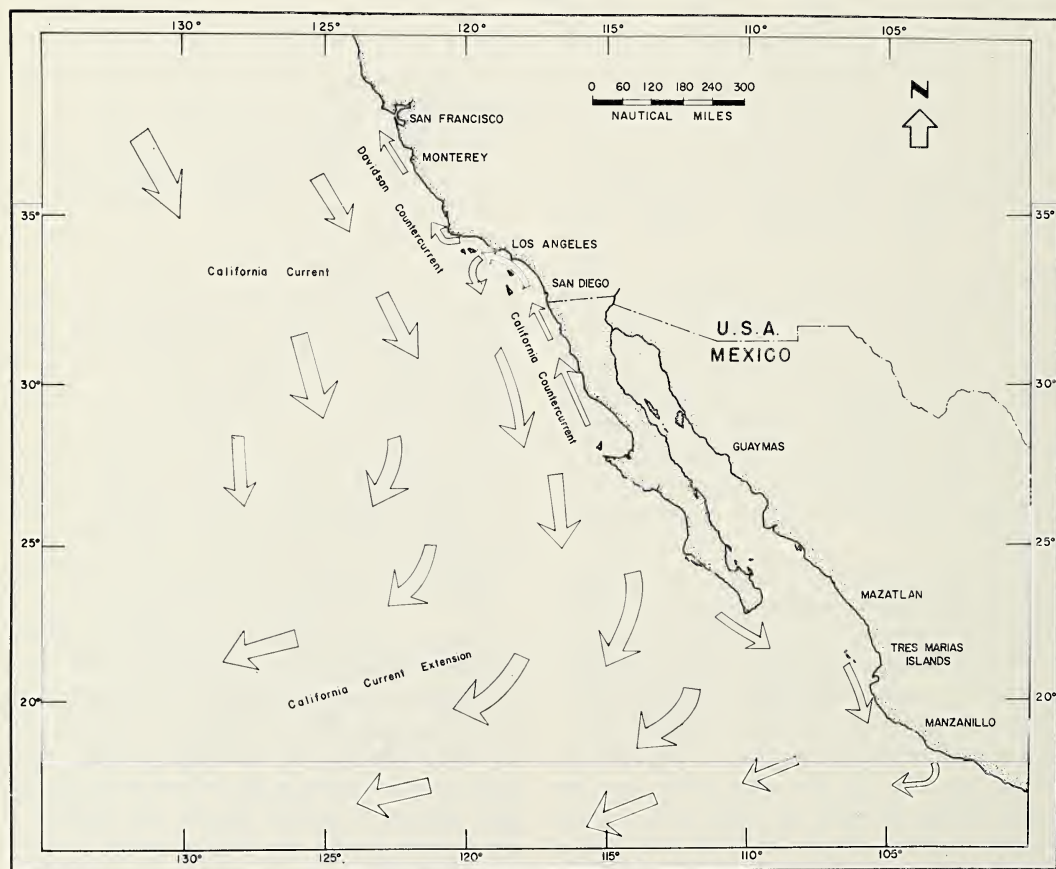 130° 125° 120° 115° 110° 105°
N
0 60 120 180 240 300
NAUTICAL MILES
SAN FRANCISCO
MONTEREY
Davidson Countercurrent
35° 35°
LOS ANGELES
California Current
SAN DIEGO
California Countercurrent
U.S.A.
MEXICO
30° 30°
GUAYMAS
25° 25°
MAZATLAN
TRES MARIAS
ISLANDS
California Current Extension
20° 20°
MANZANILLO
130° 125° 120° 115° 110° 105°